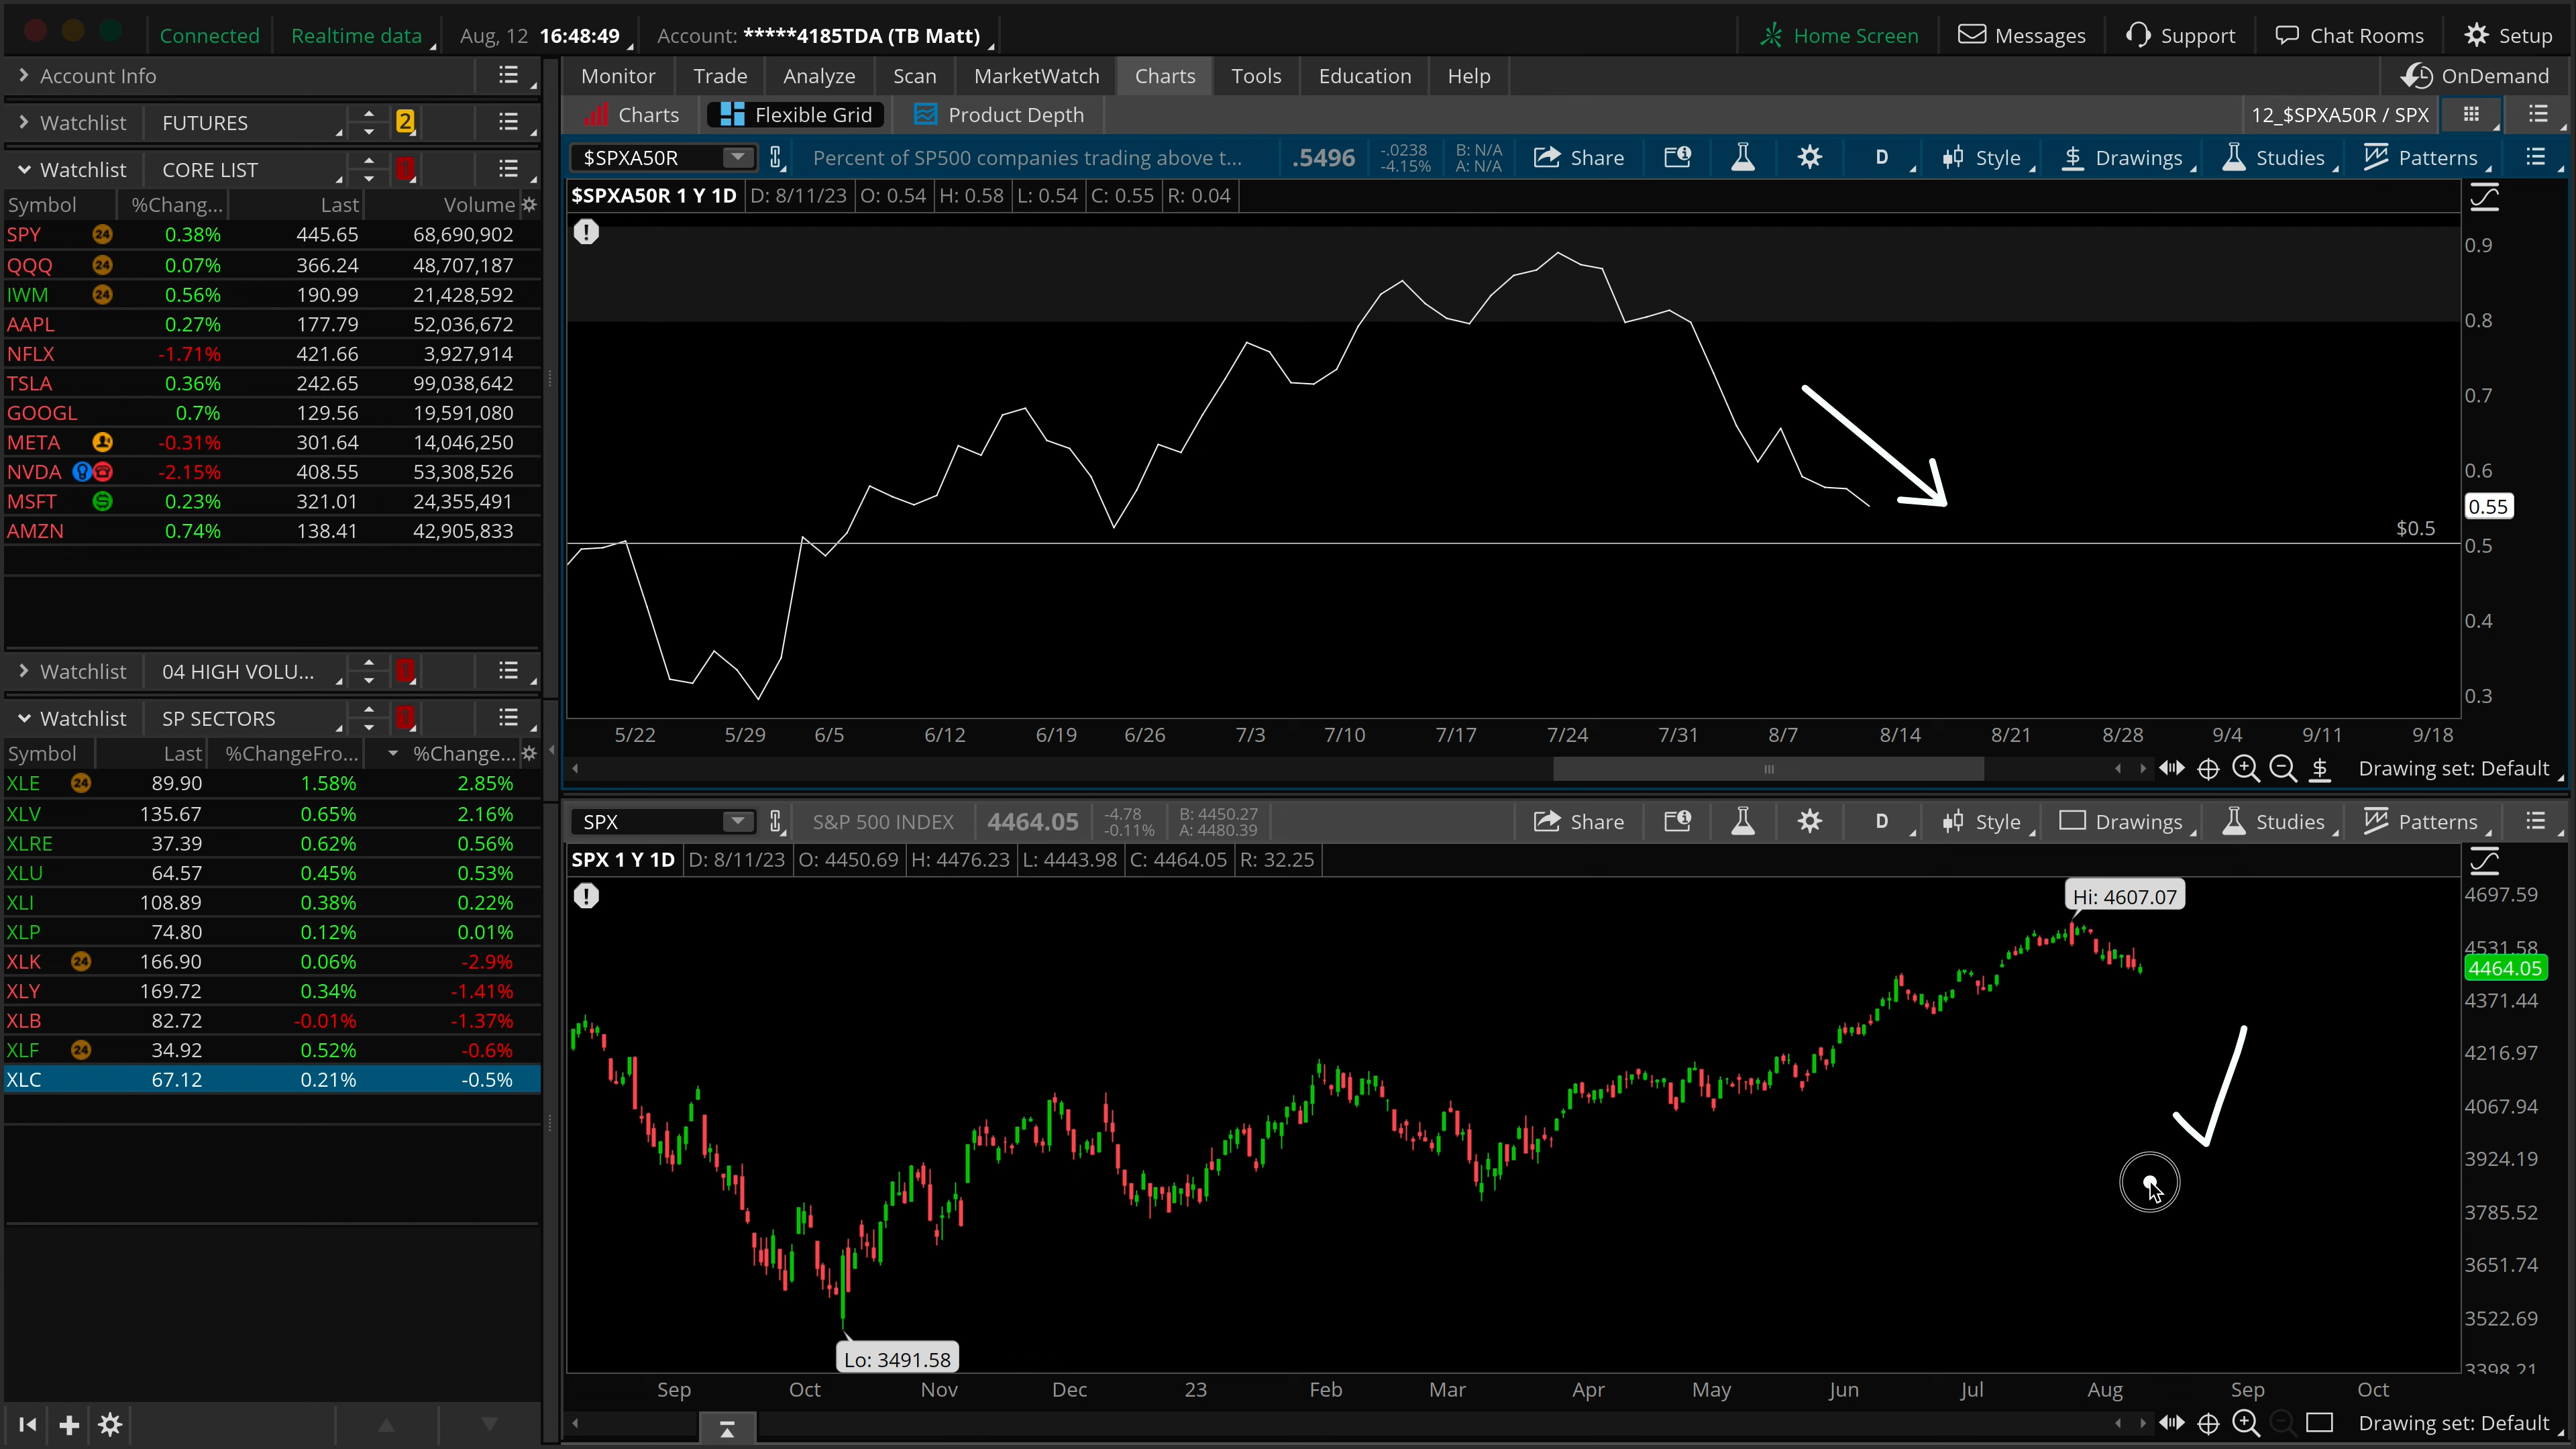 Connected Realtime data Aug, 12 16:48:49 Account: *****4185TDA (TB Matt) Home Screen Messages Support Chat Rooms Setup
Account Info
Watchlist FUTURES 2
Watchlist CORE LIST
Symbol %Chang... Last Volume
SPY 24 0.38% 445.65 68,690,902
QQQ 24 0.07% 366.24 48,707,187
IWM 24 0.56% 190.99 21,428,592
AAPL 0.27% 177.79 52,036,672
NFLX -1.71% 421.66 3,927,914
TSLA 0.36% 242.65 99,038,642
GOOGL 0.7% 129.56 19,591,080
META -0.31% 301.64 14,046,250
NVDA -2.15% 408.55 53,308,526
MSFT 0.23% 321.01 24,355,491
AMZN 0.74% 138.41 42,905,833
Watchlist 04 HIGH VOLU...
Watchlist SP SECTORS
Symbol Last %ChangeFro... %Change...
XLE 24 89.90 1.58% 2.85%
XLV 135.67 0.65% 2.16%
XLRE 37.39 0.62% 0.56%
XLU 64.57 0.45% 0.53%
XLI 108.89 0.38% 0.22%
XLP 74.80 0.12% 0.01%
XLK 24 166.90 0.06% -2.9%
XLY 169.72 0.34% -1.41%
XLB 82.72 -0.01% -1.37%
XLF 24 34.92 0.52% -0.6%
XLC 67.12 0.21% -0.5%
Monitor Trade Analyze Scan MarketWatch Charts Tools Education Help OnDemand
Charts Flexible Grid Product Depth 12_$SPXA50R / SPX
$SPXA50R Percent of SP500 companies trading above t... .5496 -.0238 -4.15% B: N/A A: N/A Share D Style Drawings Studies Patterns
$SPXA50R 1 Y 1D D: 8/11/23 O: 0.54 H: 0.58 L: 0.54 C: 0.55 R: 0.04
0.9
0.8
0.7
0.6
0.55
$0.5
0.5
0.4
0.3
5/22 5/29 6/5 6/12 6/19 6/26 7/3 7/10 7/17 7/24 7/31 8/7 8/14 8/21 8/28 9/4 9/11 9/18
Drawing set: Default
SPX S&P 500 INDEX 4464.05 -4.78 -0.11% B: 4450.27 A: 4480.39 Share D Style Drawings Studies Patterns
SPX 1 Y 1D D: 8/11/23 O: 4450.69 H: 4476.23 L: 4443.98 C: 4464.05 R: 32.25
Hi: 4607.07
4697.59
4531.58
4464.05
4371.44
4216.97
4067.94
3924.19
3785.52
3651.74
3522.69
Lo: 3491.58
3398.21
Sep Oct Nov Dec 23 Feb Mar Apr May Jun Jul Aug Sep Oct
Drawing set: Default